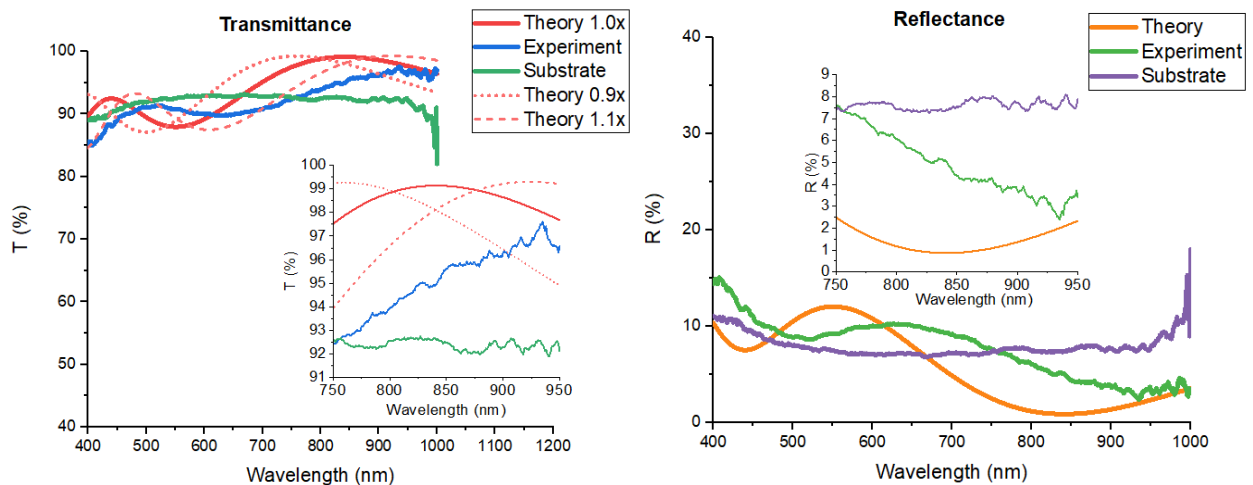 Transmittance
Theory 1.0x
Experiment
Substrate
Theory 0.9x
Theory 1.1x
T (%)
100
90
80
70
60
50
40
400 500 600 700 800 900 1000 1100 1200
Wavelength (nm)
T (%)
100
99
98
97
96
95
94
93
92
91
750 800 850 900 950
Wavelength (nm)
Reflectance
Theory
Experiment
Substrate
R (%)
40
30
20
10
0
400 500 600 700 800 900 1000
Wavelength (nm)
R (%)
9
8
7
6
5
4
3
2
1
0
750 800 850 900 950
Wavelength (nm)